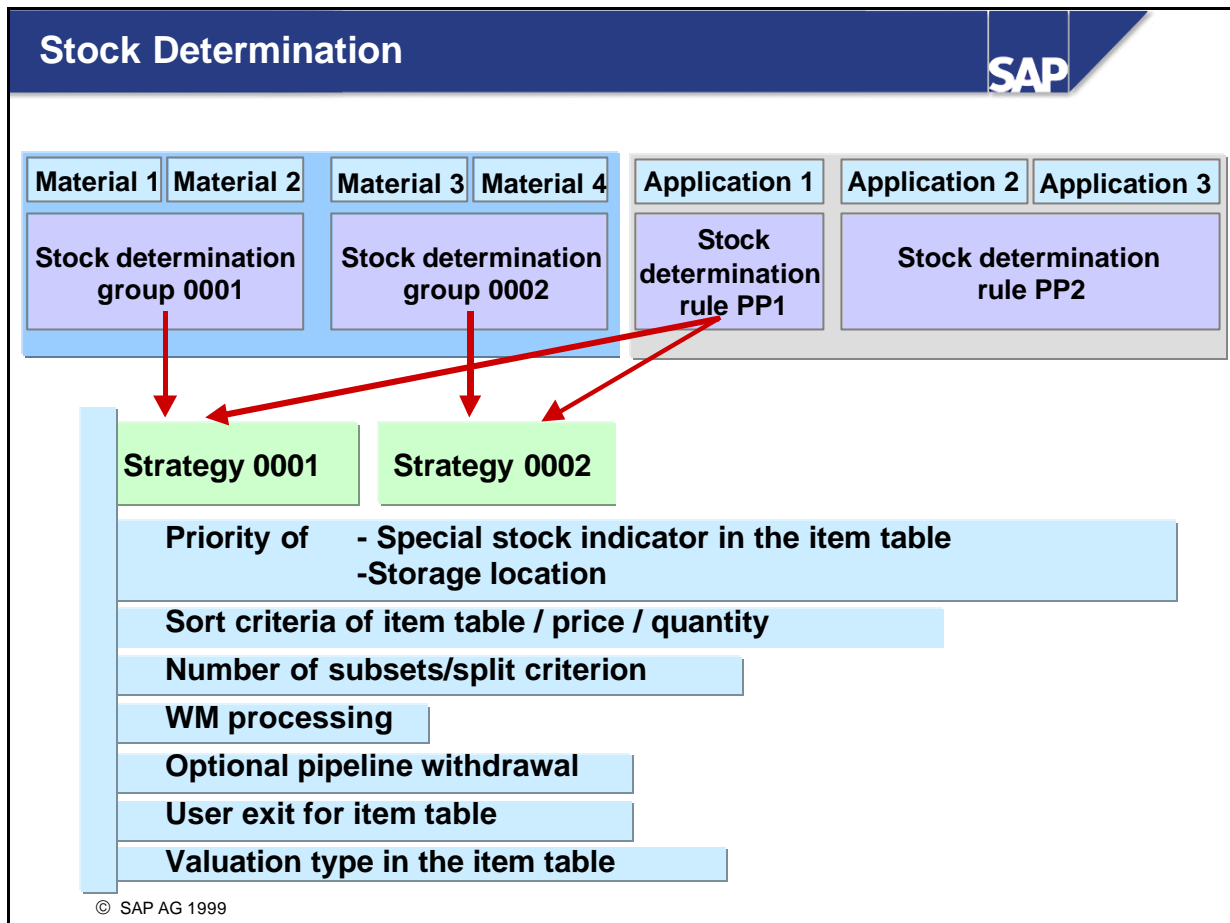 Stock Determination
SAP
Material 1 Material 2 Material 3 Material 4 Application 1 Application 2 Application 3
Stock determination
group 0001
Stock determination
group 0002
Stock
determination
rule PP1
Stock determination
rule PP2
Strategy 0001 Strategy 0002
Priority of - Special stock indicator in the item table
-Storage location
Sort criteria of item table / price / quantity
Number of subsets/split criterion
WM processing
Optional pipeline withdrawal
User exit for item table
Valuation type in the item table
© SAP AG 1999